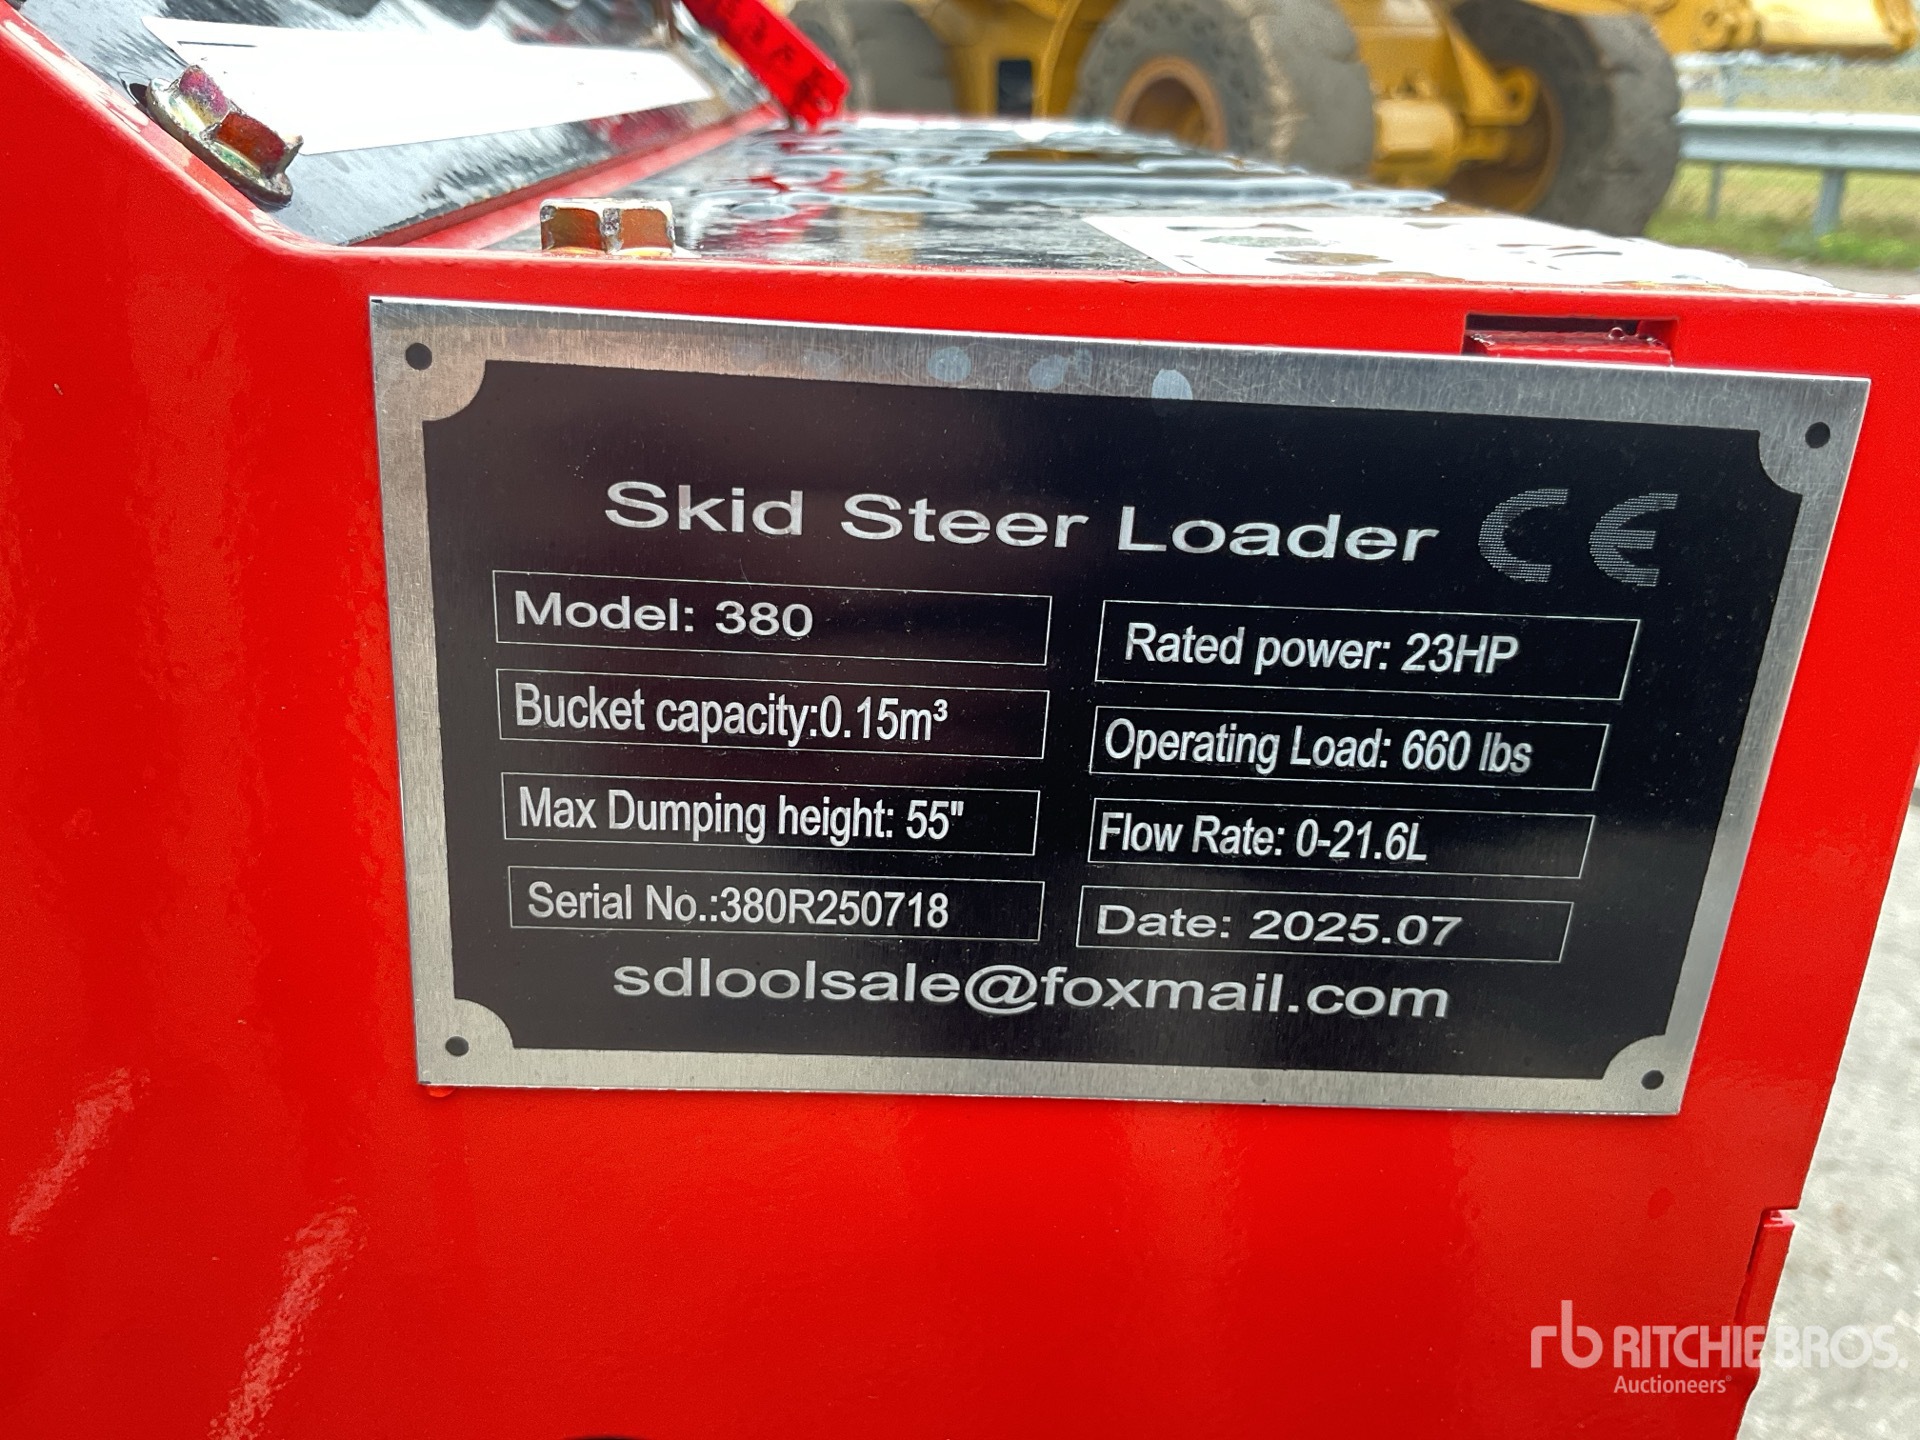 Skid Steer Loader CE
Model: 380
Rated power: 23HP
Bucket capacity:0.15m³
Operating Load: 660 lbs
Max Dumping height: 55"
Flow Rate: 0-21.6L
Serial No.:380R250718
Date: 2025.07
sdloolsale@foxmail.com
rb RITCHIE BROS.
Auctioneers